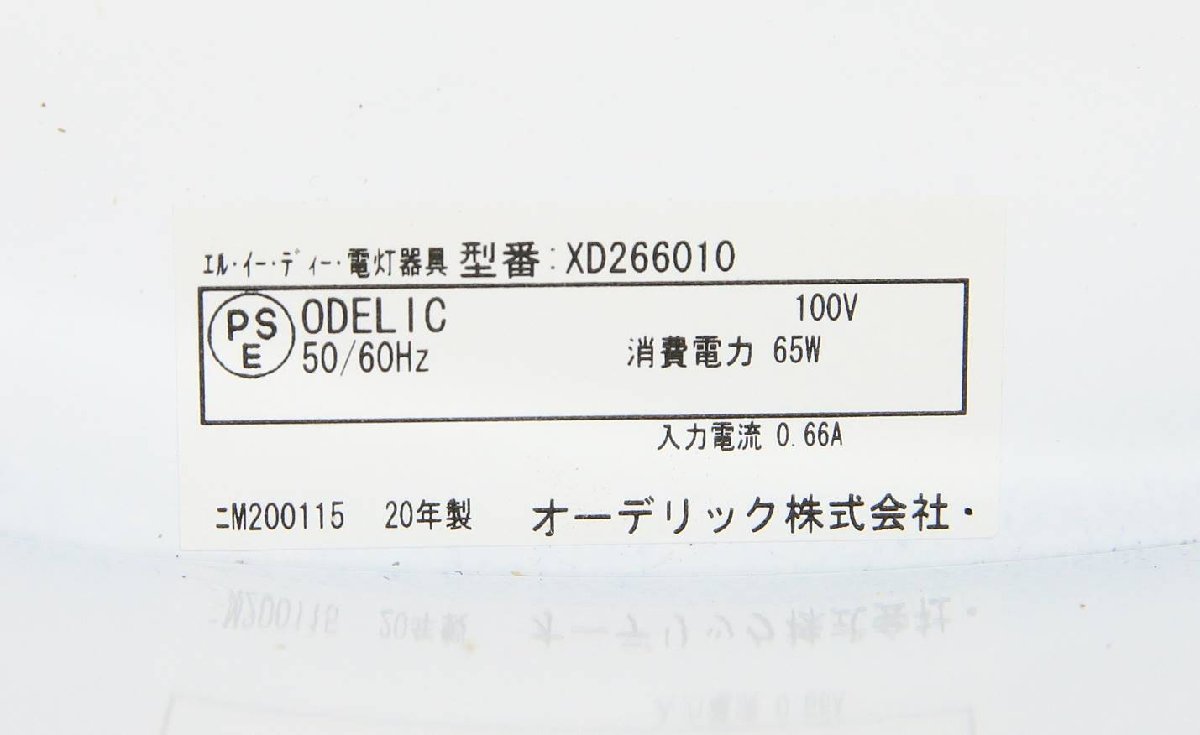 ｴﾙ･ｲｰ･ﾃﾞｨｰ･電灯器具 型番:XD266010
PSE ODELIC 100V
50/60Hz 消費電力 65W
入力電流 0.66A
ﾆM200115 20年製 オーデリック株式会社・